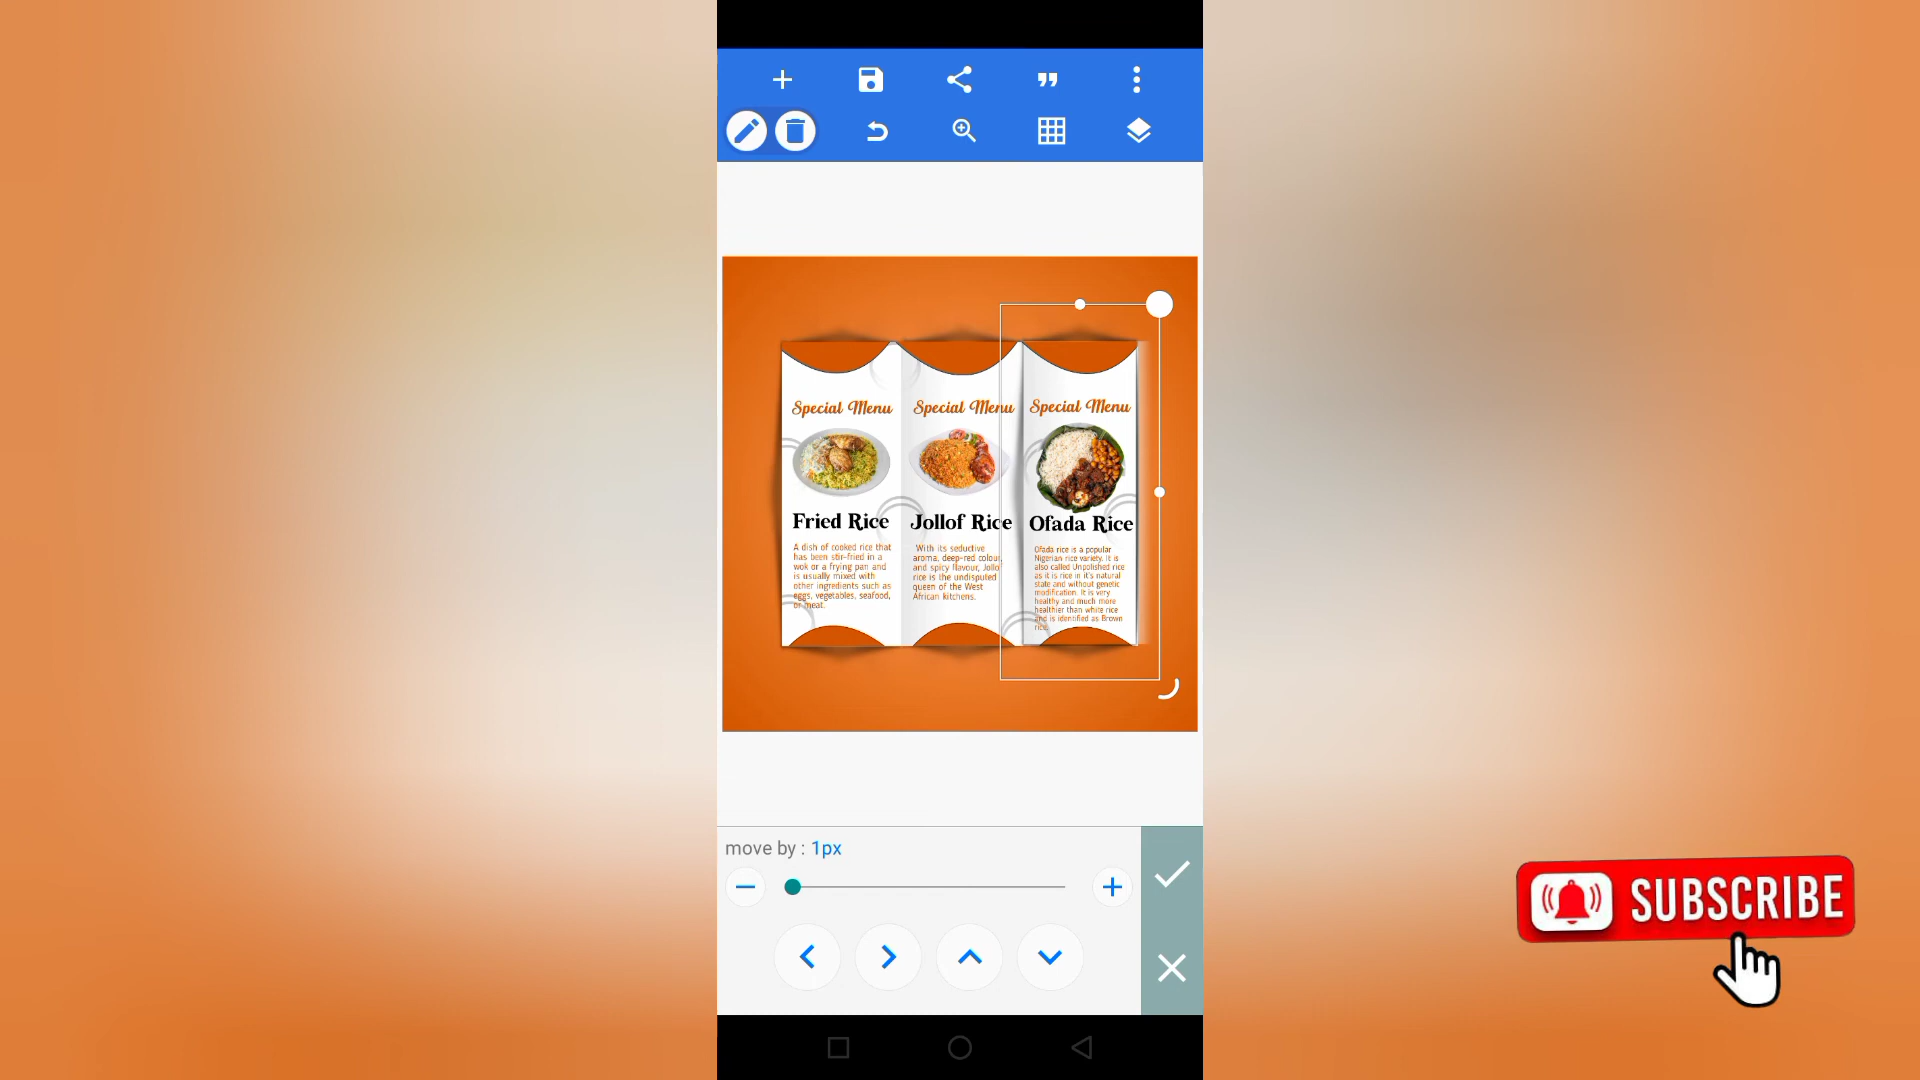 Special Menu
Special Menu
Special Menu
Fried Rice
Jollof Rice
Ofada Rice
A dish of cooked rice that
has been stir-fried in a
wok or a frying pan and
is usually mixed with
other ingredients such as
eggs, vegetables, seafood,
or meat.
With its seductive
aroma, deep-red colour,
and spicy flavour, Jollof
rice is the undisputed
queen of the West
African kitchens.
Ofada rice is a popular
Nigerian rice variety. It is
also called Unpolished rice
as it is rice in it's natural
state and without genetic
modification. It is very
healthy and much more
healthier than white rice
and is identified as Brown
rice.
move by : 1px
SUBSCRIBE